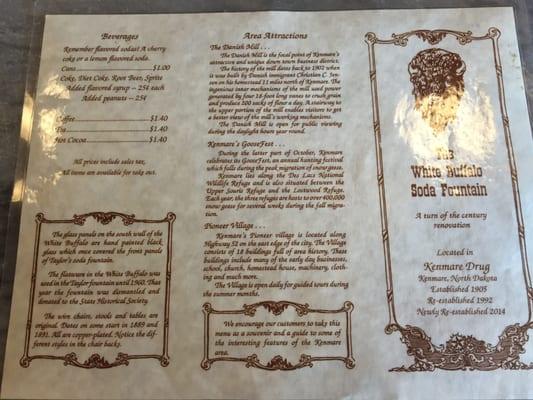 Beverages
Remember flavored sodas! A cherry
coke or a lemon flavored soda.
Cans $1.00
Coke, Diet Coke, Root Beer, Sprite
Added flavored syrup -- 25¢ each
Added peanuts -- 25¢
Coffee $1.40
Tea $1.40
Hot Cocoa $1.40
All prices include sales tax.
All items are available for take out.
The glass panels on the south wall of the
White Buffalo are hand painted black
glass which once covered the front panels
of Taylor's soda fountain.
The flatware in the White Buffalo was
used in the Taylor fountain until 1960. That
year the fountain was dismantled and
donated to the State Historical Society.
The wire chairs, stools and tables are
original. Dates on some start in 1889 and
1891. All are copper-plated. Notice the dif-
ferent styles in the chair backs.
Area Attractions
The Danish Mill . . .
The Danish Mill is the focal point of Kenmare's
attractive and unique down town business district.
The history of the mill dates back to 1902 when
it was built by Danish immigrant Christian C. Jen-
sen on his homestead 11 miles north of Kenmare. The
ingenious inner mechanisms of the mill used power
generated by four 16-foot long vanes to crush grain
and produce 200 sacks of flour a day. A stairway to
the upper portion of the mill enables visitors to get
a better view of the mill's working mechanisms.
The Danish Mill is open for public viewing
during the daylight hours year round.
Kenmare's GooseFest . . .
During the latter part of October, Kenmare
celebrates its GooseFest, an annual hunting festival
which falls during the peak migration of snow geese.
Kenmare lies along the Des Lacs National
Wildlife Refuge and is also situated between the
Upper Souris Refuge and the Lostwood Refuge.
Each year, the three refuges are hosts to over 400,000
snow geese for several weeks during the fall migra-
tion.
Pioneer Village . . .
Kenmare's Pioneer village is located along
Highway 52 on the east edge of the city. The Village
consists of 18 buildings full of area history. These
buildings include many of the early day businesses,
school, church, homestead house, machinery, cloth-
ing and much more.
The Village is open daily for guided tours during
the summer months.
We encourage our customers to take this
menu as a souvenir and a guide to some of
the interesting features of the Kenmare
area.
The
White Buffalo
Soda Fountain
A turn of the century
renovation
Located in
Kenmare Drug
Kenmare, North Dakota
Established 1905
Re-established 1992
Newly Re-established 2014